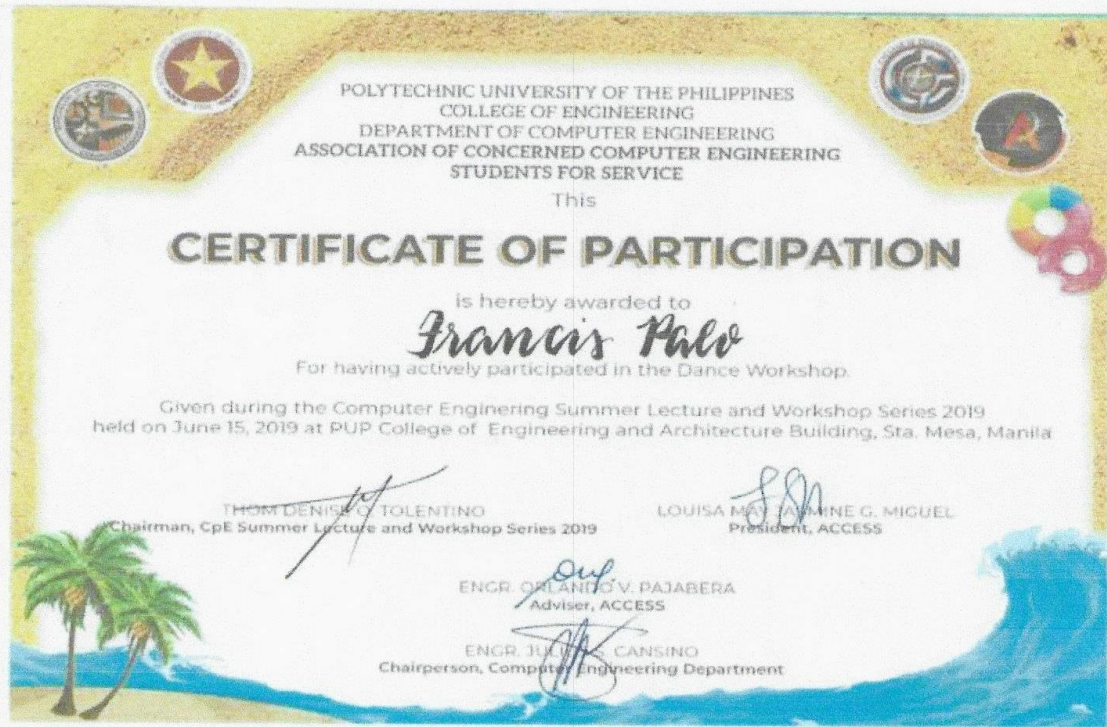 POLYTECHNIC UNIVERSITY OF THE PHILIPPINES
COLLEGE OF ENGINEERING
DEPARTMENT OF COMPUTER ENGINEERING
ASSOCIATION OF CONCERNED COMPUTER ENGINEERING
STUDENTS FOR SERVICE
This
CERTIFICATE OF PARTICIPATION
is hereby awarded to
Francis Palo
For having actively participated in the Dance Workshop.
Given during the Computer Enginering Summer Lecture and Workshop Series 2019
held on June 15, 2019 at PUP College of Engineering and Architecture Building, Sta. Mesa, Manila
THOM DENISE Q. TOLENTINO
Chairman, CpE Summer Lecture and Workshop Series 2019
LOUISA MAY JASMINE G. MIGUEL
President, ACCESS
ENGR. ORLANDO V. PAJABERA
Adviser, ACCESS
ENGR. S. CANSINO
Chairperson, Computer Engineering Department